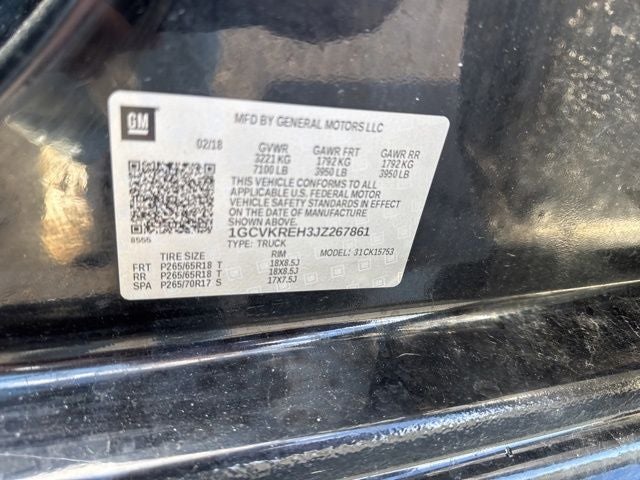 GM
MFD BY GENERAL MOTORS LLC
02/18 GVWR GAWR FRT GAWR RR
3221 KG 1792 KG 1792 KG
7100 LB 3950 LB 3950 LB
THIS VEHICLE CONFORMS TO ALL
APPLICABLE U.S. FEDERAL MOTOR
VEHICLE SAFETY STANDARDS IN EFFECT
ON THE DATE OF MANUFACTURE
SHOWN ABOVE.
1GCVKREH3JZ267861
8555 TYPE: TRUCK
TIRE SIZE RIM MODEL: 31CK15753
FRT P265/65R18 T 18X8.5J
RR P265/65R18 T 18X8.5J
SPA P265/70R17 S 17X7.5J